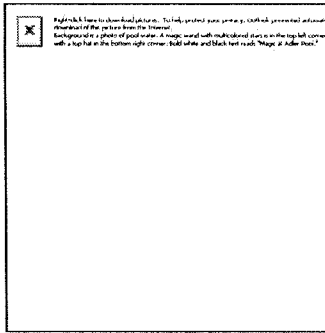 Right-click here to download pictures. To help protect your privacy, Outlook prevented automatic
download of this picture from the Internet.
Background is a photo of pool water. A magic wand with multicolored stars is in the top left corner
with a top hat in the bottom right corner. Bold white and black text reads "Magic @ Adler Pool."